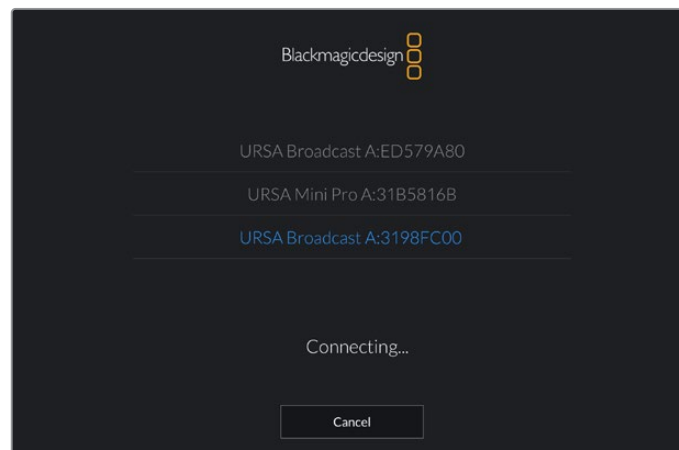 Blackmagicdesign
URSA Broadcast A:ED579A80
URSA Mini Pro A:31B5816B
URSA Broadcast A:3198FC00
Connecting...
Cancel